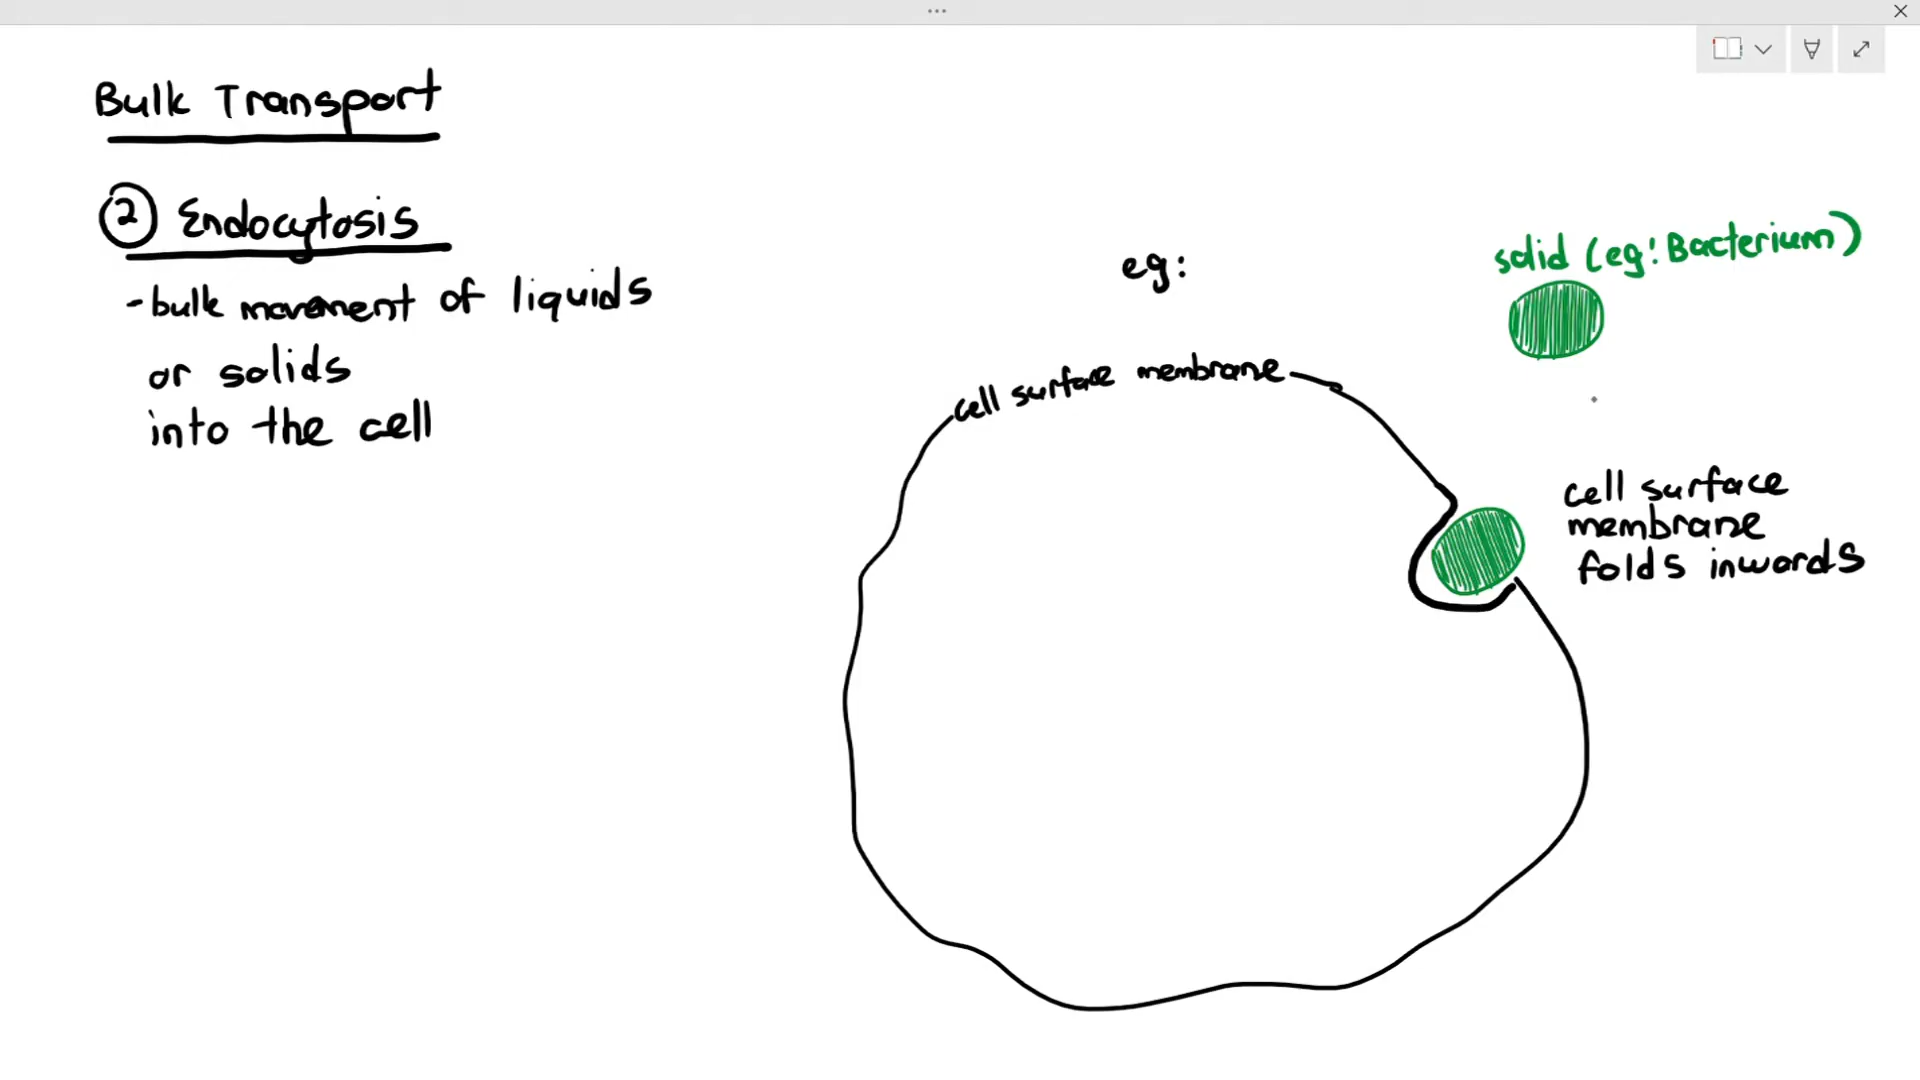 Bulk Transport
② Endocytosis
- bulk movement of liquids
or solids
into the cell
eg:
solid (eg: Bacterium)
cell surface membrane
cell surface
membrane
folds inwards